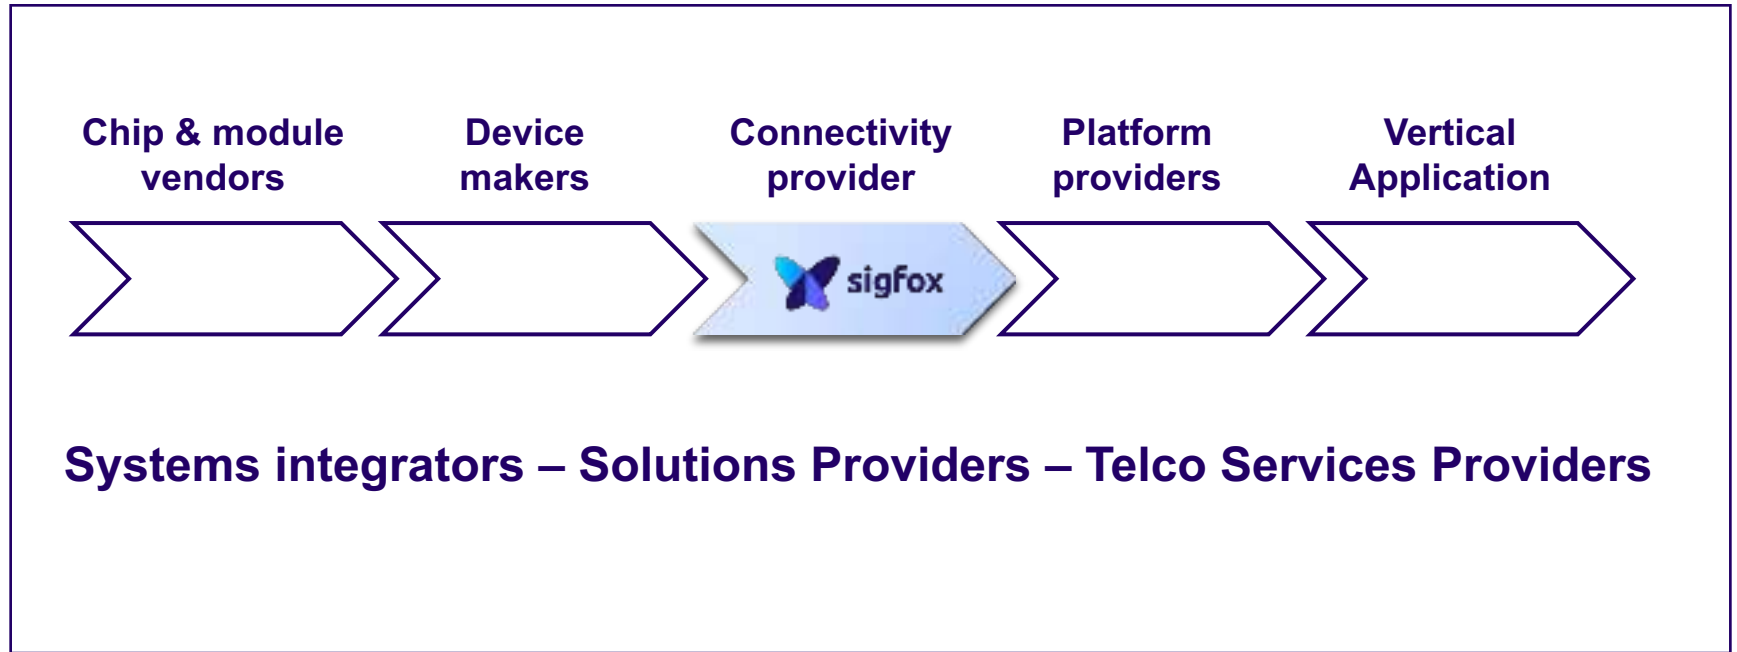 Chip & module
vendors
Device
makers
Connectivity
provider
Platform
providers
Vertical
Application
sigfox
Systems integrators – Solutions Providers – Telco Services Providers